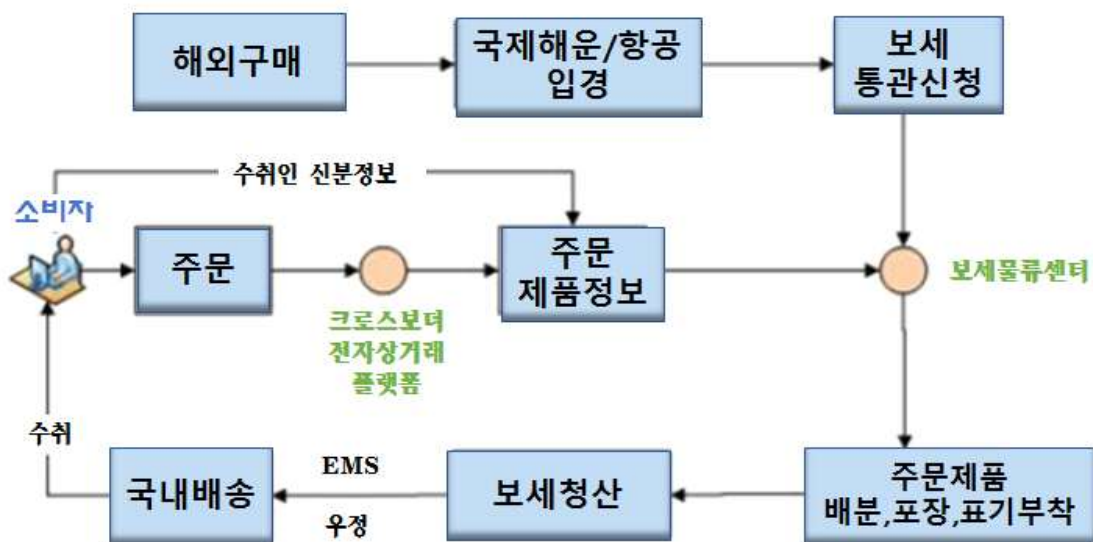 해외구매
국제해운/항공
입경
보세
통관신청
수취인 신분정보
소비자
주문
크로스보더
전자상거래
플랫폼
주문
제품정보
보세물류센터
수취
국내배송
EMS
우정
보세청산
주문제품
배분,포장,표기부착